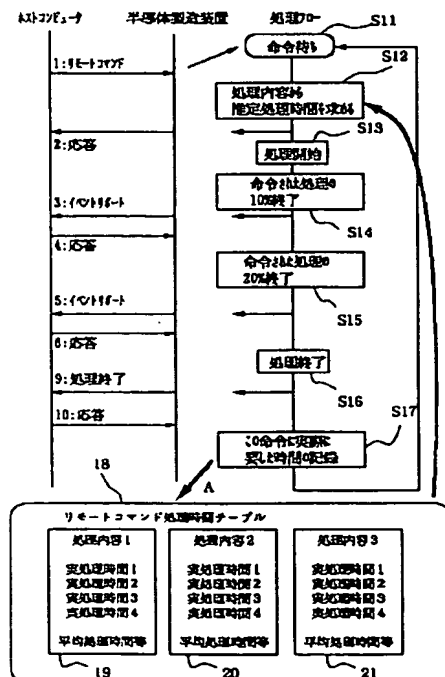 ホストコンピュータ
半導体製造装置
処理フロー
S11
命令待ち
S12
1:リモートコマンド
処理内容から
推定処理時間を求める
S13
2:応答
処理開始
3:イベントリポート
命令された処理の
10%終了
S14
4:応答
命令された処理の
20%終了
5:イベントリポート
S15
6:応答
処理終了
9:処理終了
S16
10:応答
S17
この命令に実際に
要した時間の記録
18
A
リモートコマンド処理時間テーブル
処理内容1
実処理時間1
実処理時間2
実処理時間3
実処理時間4
平均処理時間等
処理内容2
実処理時間1
実処理時間2
実処理時間3
実処理時間4
平均処理時間等
処理内容3
実処理時間1
実処理時間2
実処理時間3
実処理時間4
平均処理時間等
19
20
21